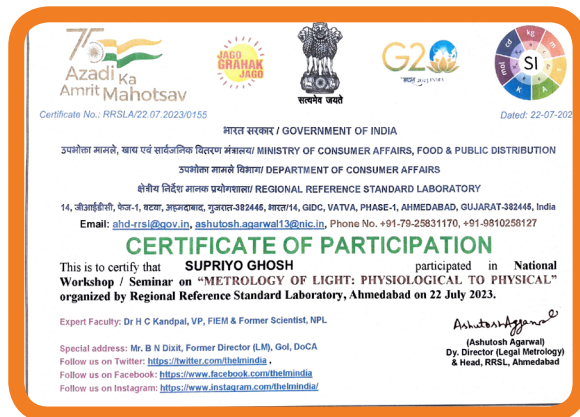 75
Azadi Ka
Amrit Mahotsav
JAGO
GRAHAK
JAGO
सत्यमेव जयते
G20
भारत 2023 INDIA
kg
m
s
A
K
mol
cd
SI
Certificate No.: RRSLA/22.07.2023/0155
Dated: 22-07-202
भारत सरकार / GOVERNMENT OF INDIA
उपभोक्ता मामले, खाद्य एवं सार्वजनिक वितरण मंत्रालय/ MINISTRY OF CONSUMER AFFAIRS, FOOD & PUBLIC DISTRIBUTION
उपभोक्ता मामले विभाग/ DEPARTMENT OF CONSUMER AFFAIRS
क्षेत्रीय निर्देश मानक प्रयोगशाला/ REGIONAL REFERENCE STANDARD LABORATORY
14, जीआईडीसी, फेज-1, वटवा, अहमदाबाद, गुजरात-382445, भारत/14, GIDC, VATVA, PHASE-1, AHMEDABAD, GUJARAT-382445, India
Email: ahd-rrsl@gov.in, ashutosh.agarwal13@nic.in, Phone No. +91-79-25831170, +91-9810258127
CERTIFICATE OF PARTICIPATION
This is to certify that SUPRIYO GHOSH participated in National
Workshop / Seminar on “METROLOGY OF LIGHT: PHYSIOLOGICAL TO PHYSICAL”
organized by Regional Reference Standard Laboratory, Ahmedabad on 22 July 2023.
Expert Faculty: Dr H C Kandpal, VP, FIEM & Former Scientist, NPL
Special address: Mr. B N Dixit, Former Director (LM), GoI, DoCA
Follow us on Twitter: https://twitter.com/thelmindia ,
Follow us on Facebook: https://www.facebook.com/thelmindia
Follow us on Instagram: https://www.instagram.com/thelmindia/
Ashutosh Aggarwal
(Ashutosh Agarwal)
Dy. Director (Legal Metrology)
& Head, RRSL, Ahmedabad